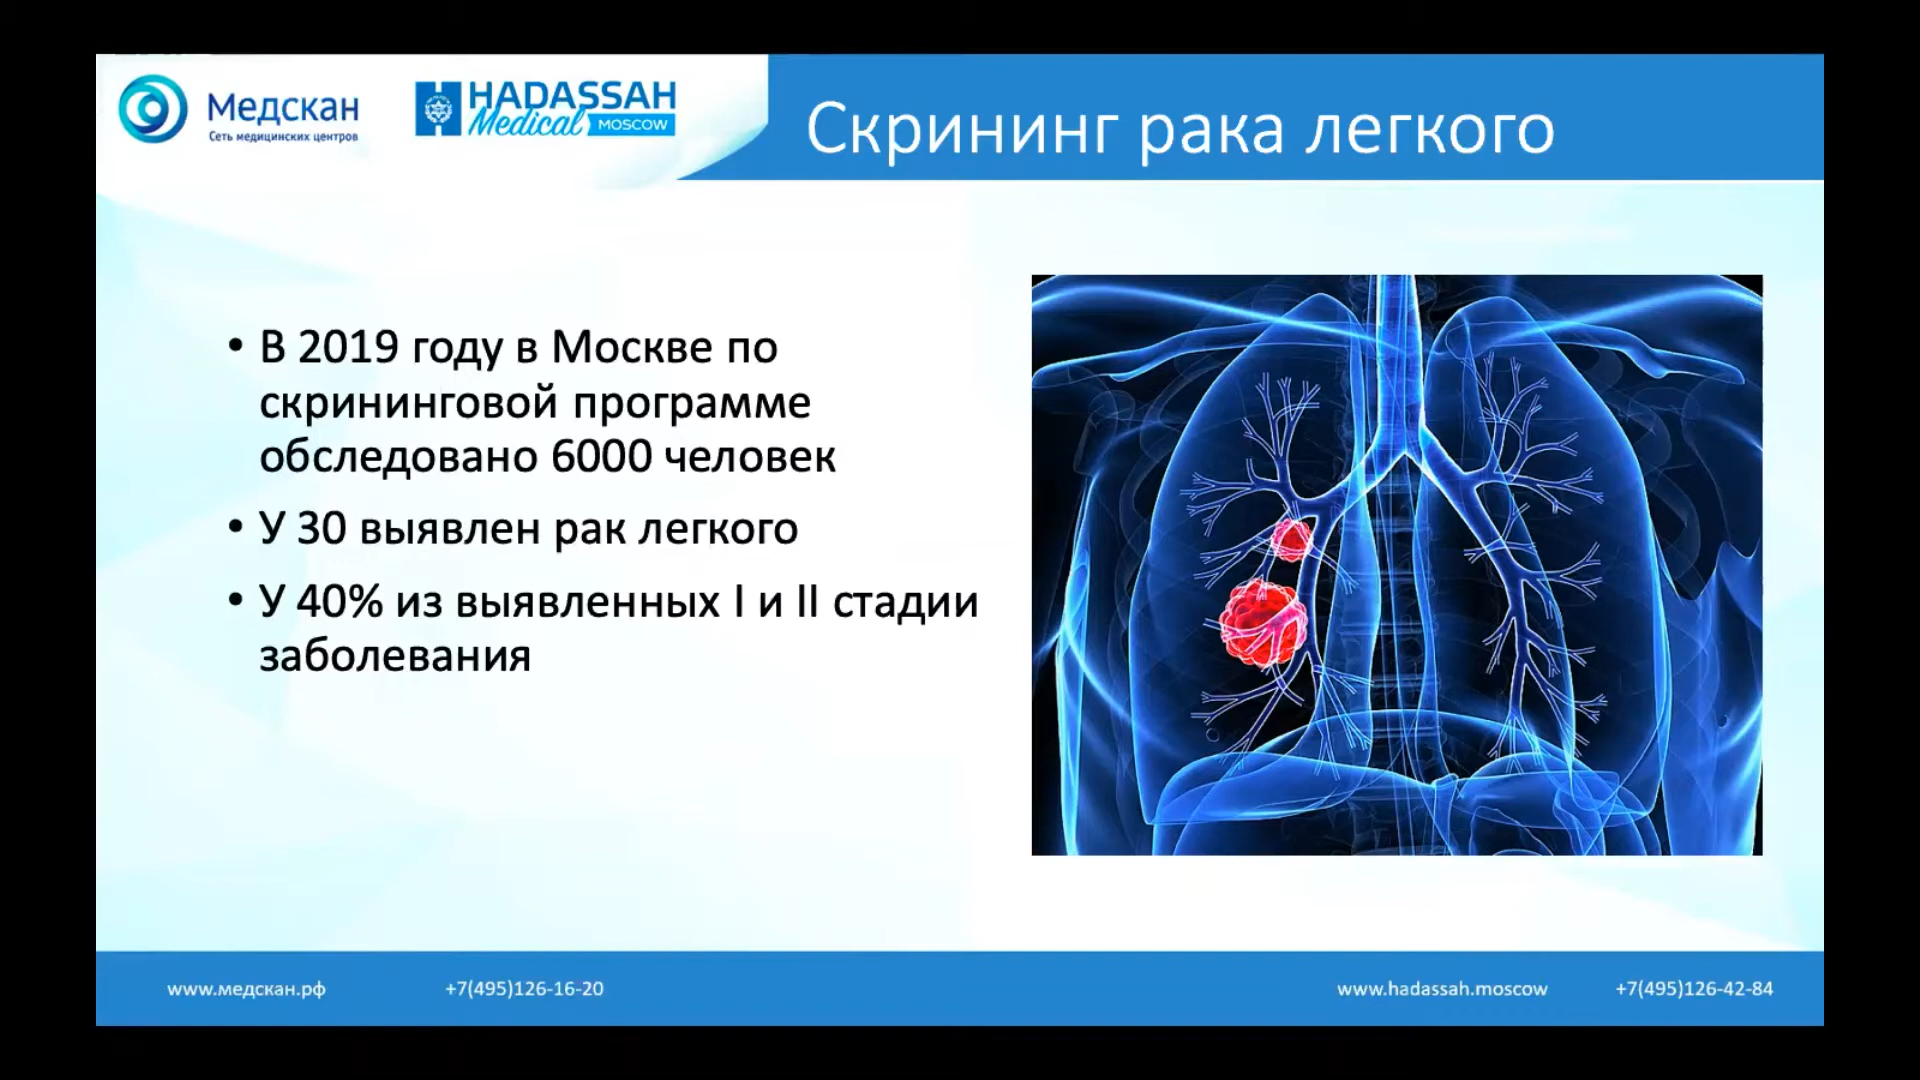 Медскан
Сеть медицинских центров
HADASSAH
Medical MOSCOW
Скрининг рака легкого
• В 2019 году в Москве по
скрининговой программе
обследовано 6000 человек
• У 30 выявлен рак легкого
• У 40% из выявленных I и II стадии
заболевания
www.медскан.рф +7(495)126-16-20 www.hadassah.moscow +7(495)126-42-84